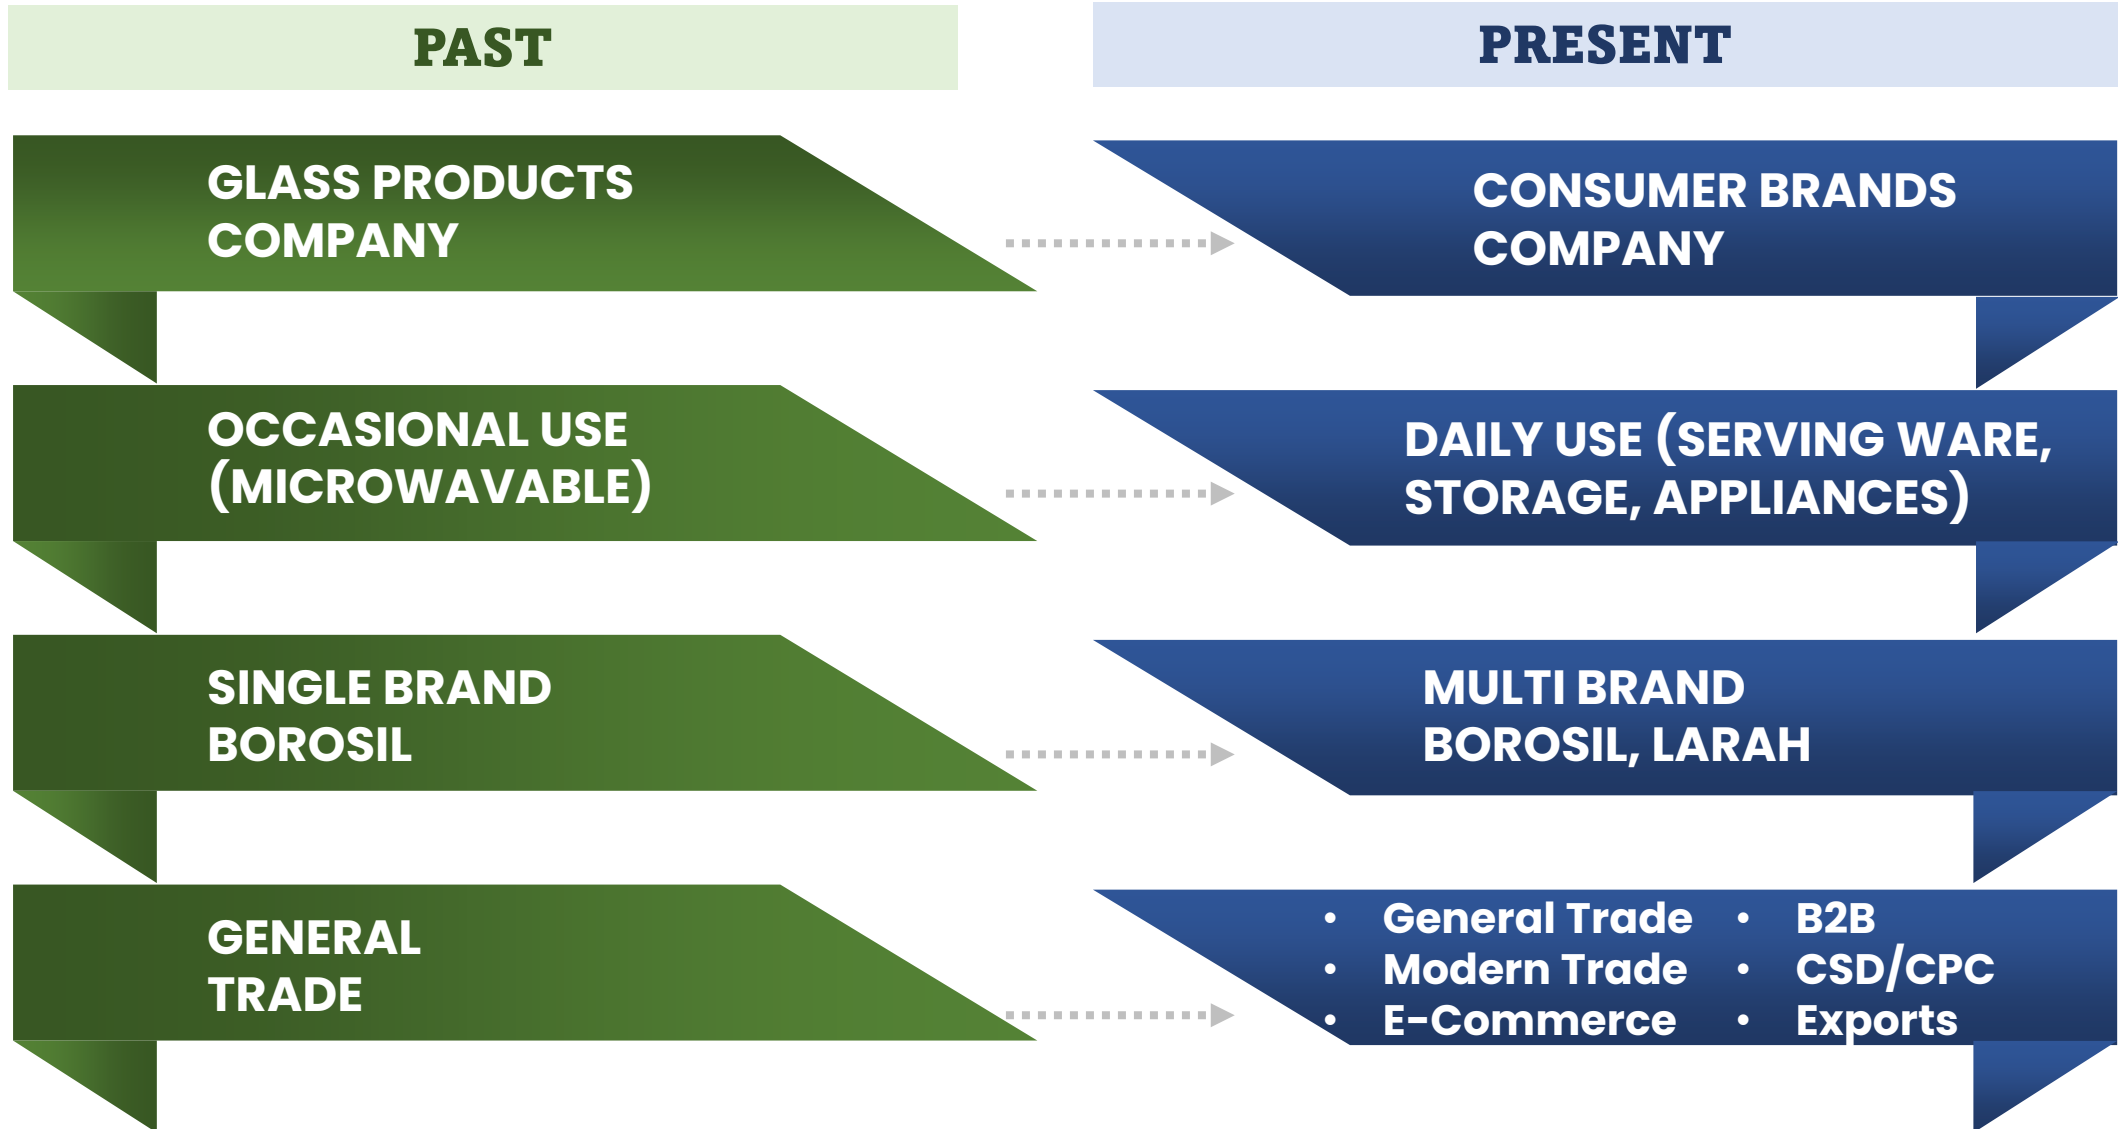 PAST
PRESENT
GLASS PRODUCTS
COMPANY
CONSUMER BRANDS
COMPANY
OCCASIONAL USE
(MICROWAVABLE)
DAILY USE (SERVING WARE,
STORAGE, APPLIANCES)
SINGLE BRAND
BOROSIL
MULTI BRAND
BOROSIL, LARAH
GENERAL
TRADE
• General Trade
• Modern Trade
• E-Commerce
• B2B
• CSD/CPC
• Exports